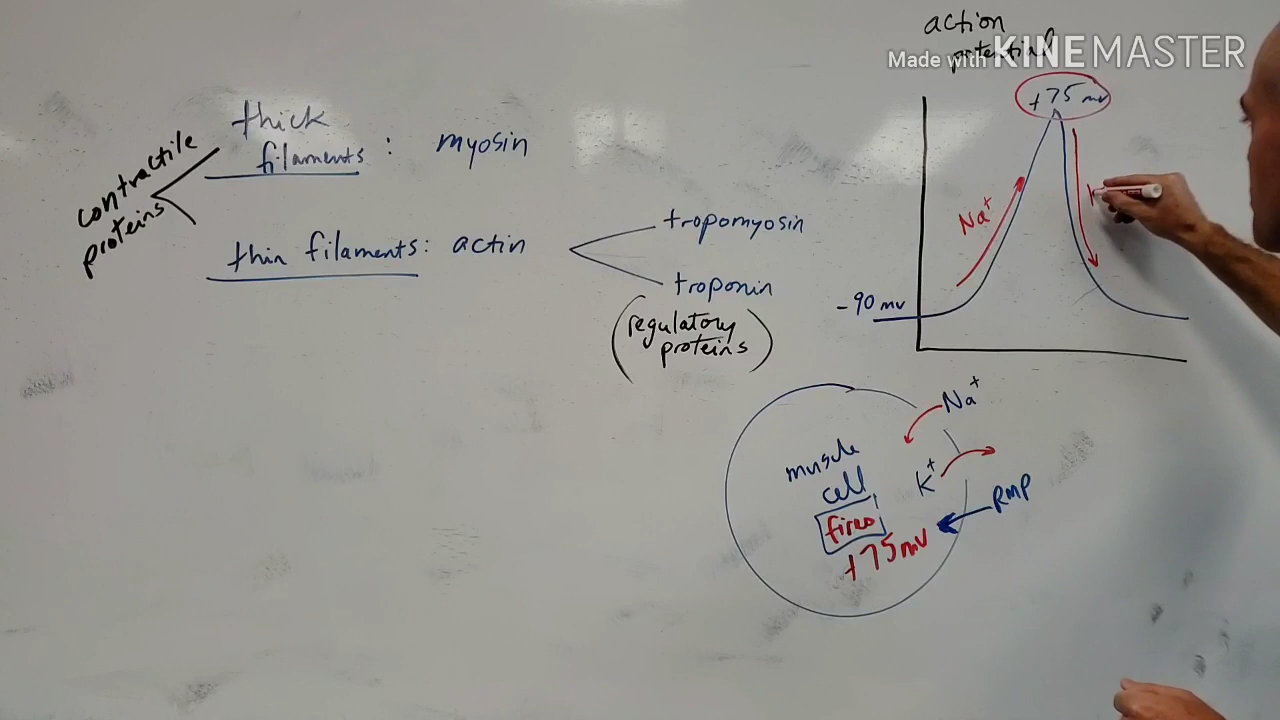 action
potential
Made with KINEMASTER
+75 mv
thick
filaments : myosin
contractile
proteins
thin filaments: actin
tropomyosin
troponin
(regulatory
proteins)
Na+
-90 mv
Na+
K+
muscle
cell
fires
+75mv
RMP